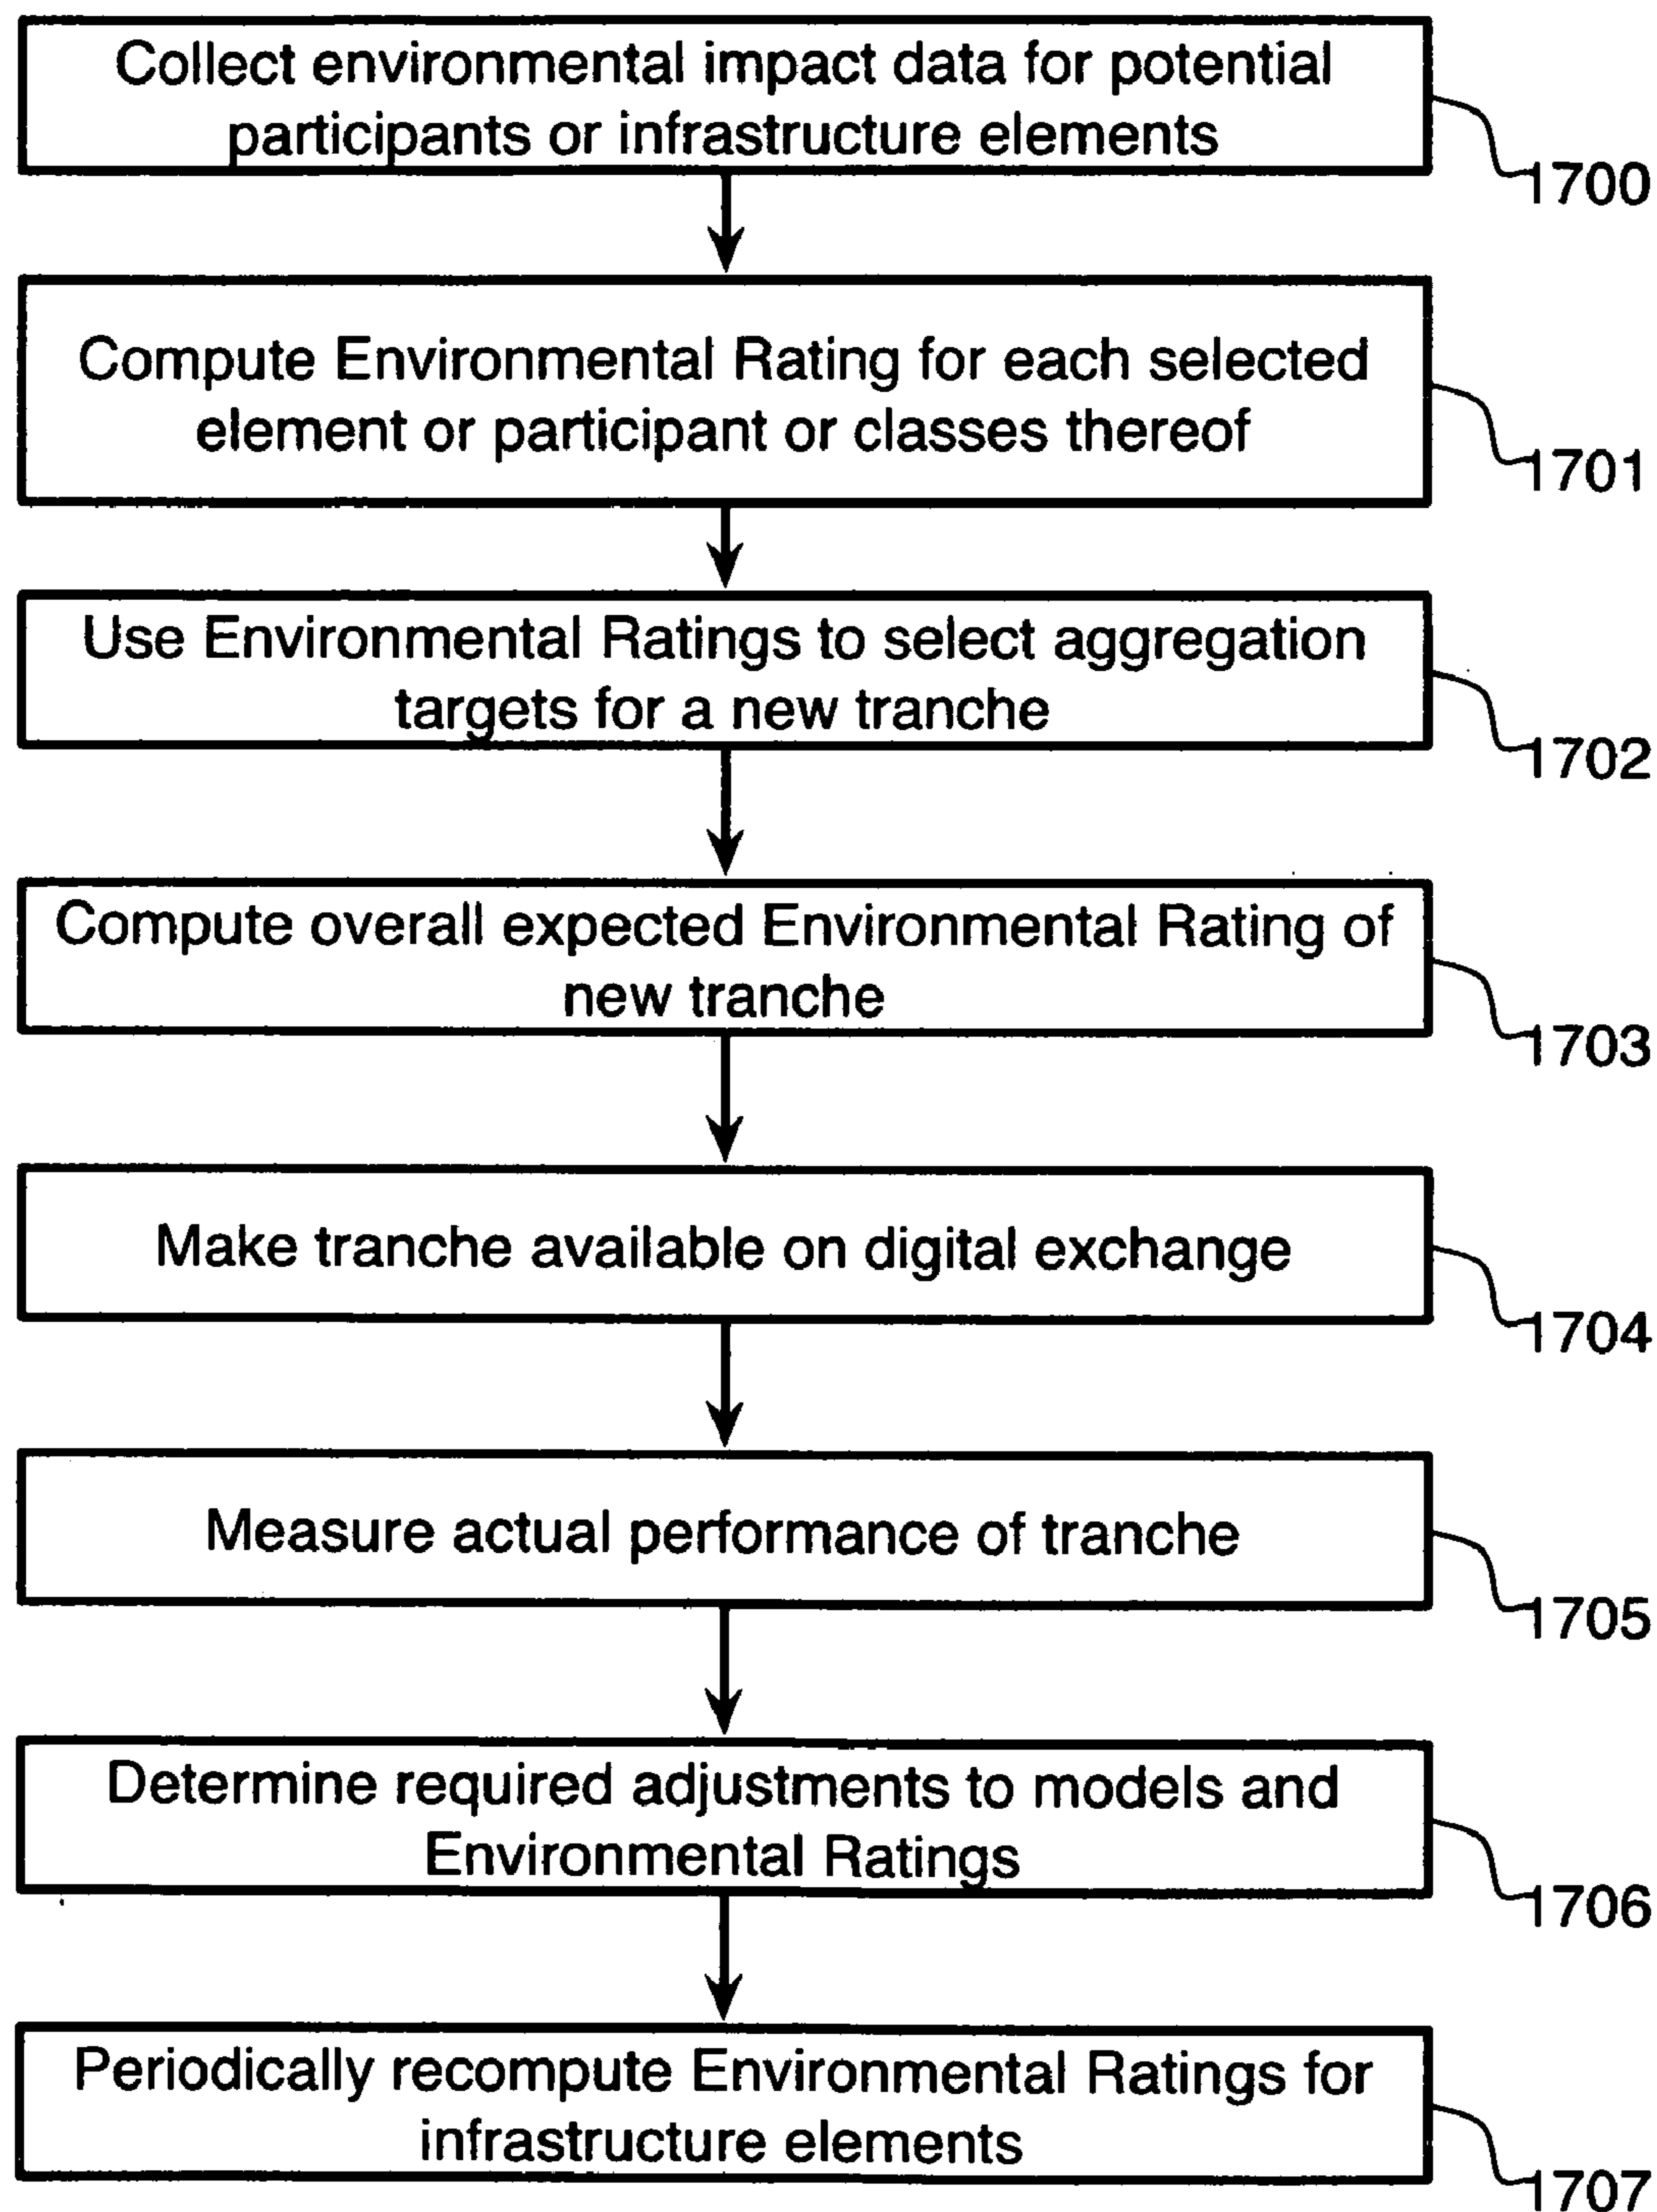 Collect environmental impact data for potential
participants or infrastructure elements
1700
Compute Environmental Rating for each selected
element or participant or classes thereof
1701
Use Environmental Ratings to select aggregation
targets for a new tranche
1702
Compute overall expected Environmental Rating of
new tranche
1703
Make tranche available on digital exchange
1704
Measure actual performance of tranche
1705
Determine required adjustments to models and
Environmental Ratings
1706
Periodically recompute Environmental Ratings for
infrastructure elements
1707